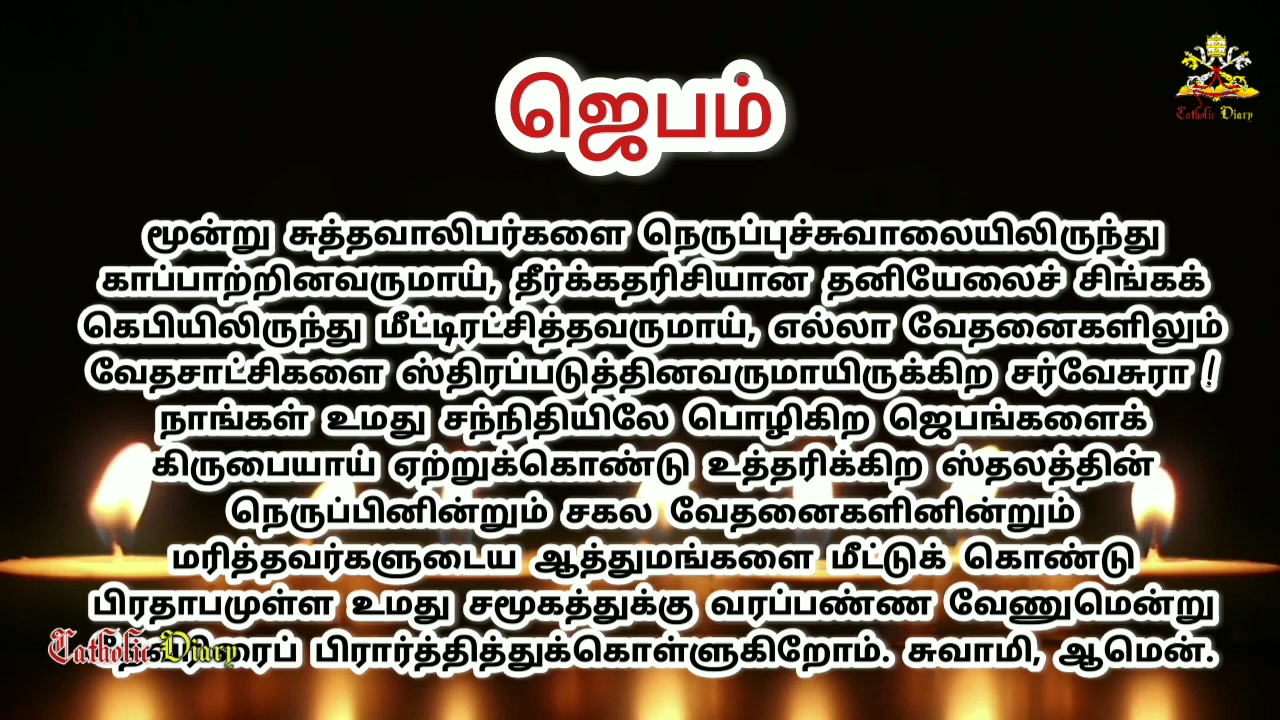 ஜெபம்
Catholic Diary
மூன்று சுத்தவாலிபர்களை நெருப்புச்சுவாலையிலிருந்து
காப்பாற்றினவருமாய், தீர்க்கதரிசியான தனியேலைச் சிங்கக்
கெபியிலிருந்து மீட்டிரட்சித்தவருமாய், எல்லா வேதனைகளிலும்
வேதசாட்சிகளை ஸ்திரப்படுத்தினவருமாயிருக்கிற சர்வேசுரா !
நாங்கள் உமது சந்நிதியிலே பொழிகிற ஜெபங்களைக்
கிருபையாய் ஏற்றுக்கொண்டு உத்தரிக்கிற ஸ்தலத்தின்
நெருப்பினின்றும் சகல வேதனைகளினின்றும்
மரித்தவர்களுடைய ஆத்துமங்களை மீட்டுக் கொண்டு
பிரதாபமுள்ள உமது சமூகத்துக்கு வரப்பண்ண வேணுமென்று
பிரார்த்தித்துக்கொள்ளுகிறோம். சுவாமி, ஆமென்.
Catholic Diary